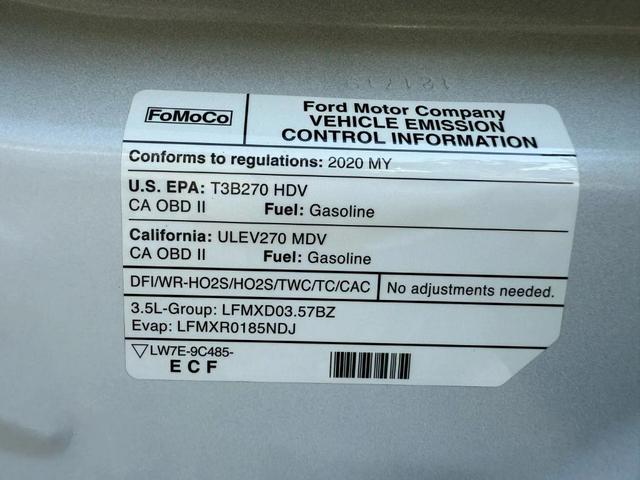 FoMoCo
Ford Motor Company
VEHICLE EMISSION
CONTROL INFORMATION
Conforms to regulations: 2020 MY
U.S. EPA: T3B270 HDV
CA OBD II Fuel: Gasoline
California: ULEV270 MDV
CA OBD II Fuel: Gasoline
DFI/WR-HO2S/HO2S/TWC/TC/CAC No adjustments needed.
3.5L-Group: LFMXD03.57BZ
Evap: LFMXR0185NDJ
LW7E-9C485-
E C F